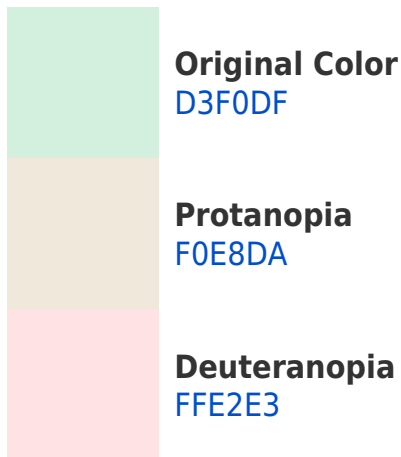 Original Color
D3F0DF
Protanopia
F0E8DA
Deuteranopia
FFE2E3